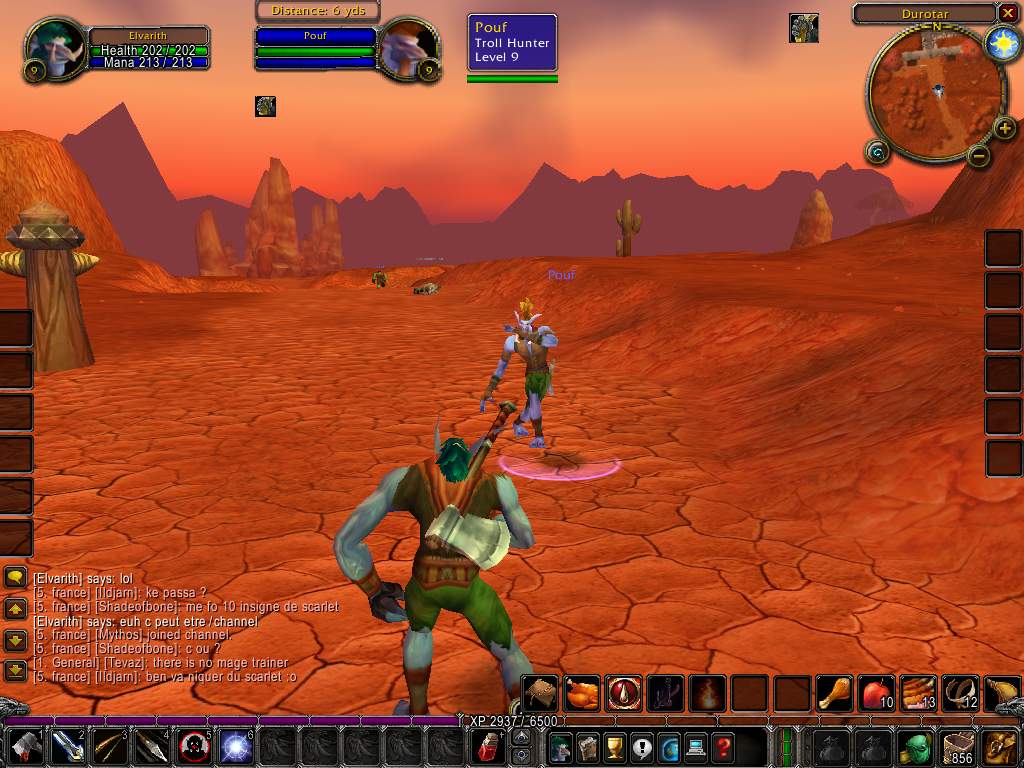 Distance: 6 yds
Elvarith
Health 202 / 202
Mana 213 / 213
9
Pouf
9
Pouf
Troll Hunter
Level 9
Durotar
N
Pouf
[Elvarith] says: lol
[5. france] [Ildjarn]: ke passa ?
[5. france] [Shadeofbone]: me fo 10 insigne de scarlet
[Elvarith] says: euh c peut etre /channel
[5. france] [Mythos] joined channel.
[5. france] [Shadeofbone]: c ou ?
[1. General] [Tevaz]: there is no mage trainer
[5. france] [Ildjarn]: ben va niquer du scarlet :o
10
13
12
XP 2937 / 6500
2
3
4
5
6
856